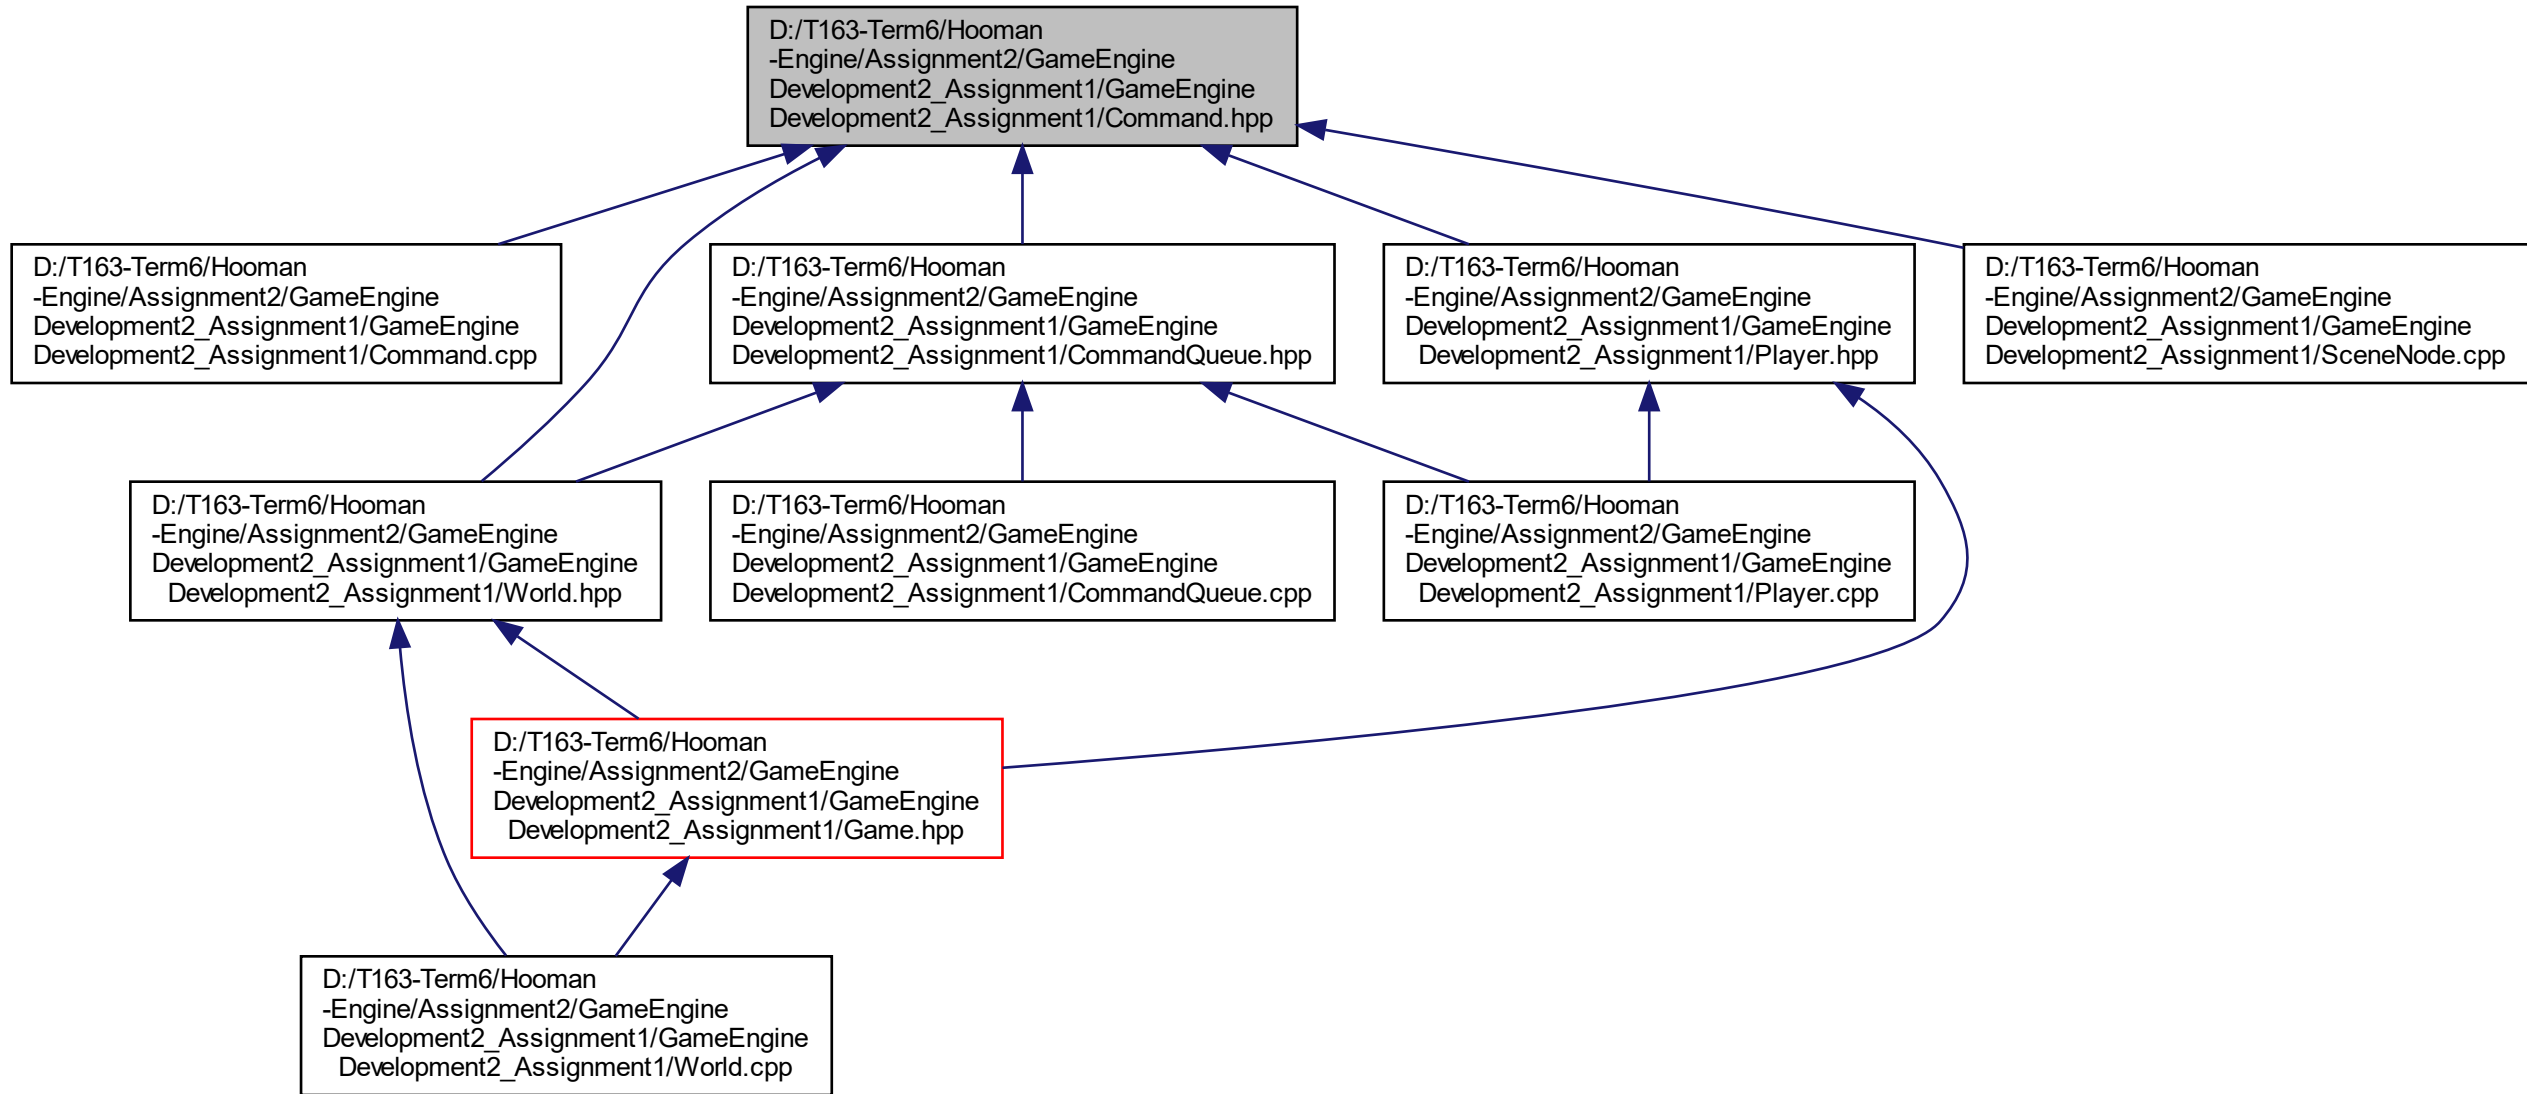 D:/T163-Term6/Hooman
-Engine/Assignment2/GameEngine
Development2_Assignment1/GameEngine
Development2_Assignment1/Command.hpp
D:/T163-Term6/Hooman
-Engine/Assignment2/GameEngine
Development2_Assignment1/GameEngine
Development2_Assignment1/Command.cpp
D:/T163-Term6/Hooman
-Engine/Assignment2/GameEngine
Development2_Assignment1/GameEngine
Development2_Assignment1/CommandQueue.hpp
D:/T163-Term6/Hooman
-Engine/Assignment2/GameEngine
Development2_Assignment1/GameEngine
Development2_Assignment1/Player.hpp
D:/T163-Term6/Hooman
-Engine/Assignment2/GameEngine
Development2_Assignment1/GameEngine
Development2_Assignment1/SceneNode.cpp
D:/T163-Term6/Hooman
-Engine/Assignment2/GameEngine
Development2_Assignment1/GameEngine
Development2_Assignment1/World.hpp
D:/T163-Term6/Hooman
-Engine/Assignment2/GameEngine
Development2_Assignment1/GameEngine
Development2_Assignment1/CommandQueue.cpp
D:/T163-Term6/Hooman
-Engine/Assignment2/GameEngine
Development2_Assignment1/GameEngine
Development2_Assignment1/Player.cpp
D:/T163-Term6/Hooman
-Engine/Assignment2/GameEngine
Development2_Assignment1/GameEngine
Development2_Assignment1/Game.hpp
D:/T163-Term6/Hooman
-Engine/Assignment2/GameEngine
Development2_Assignment1/GameEngine
Development2_Assignment1/World.cpp